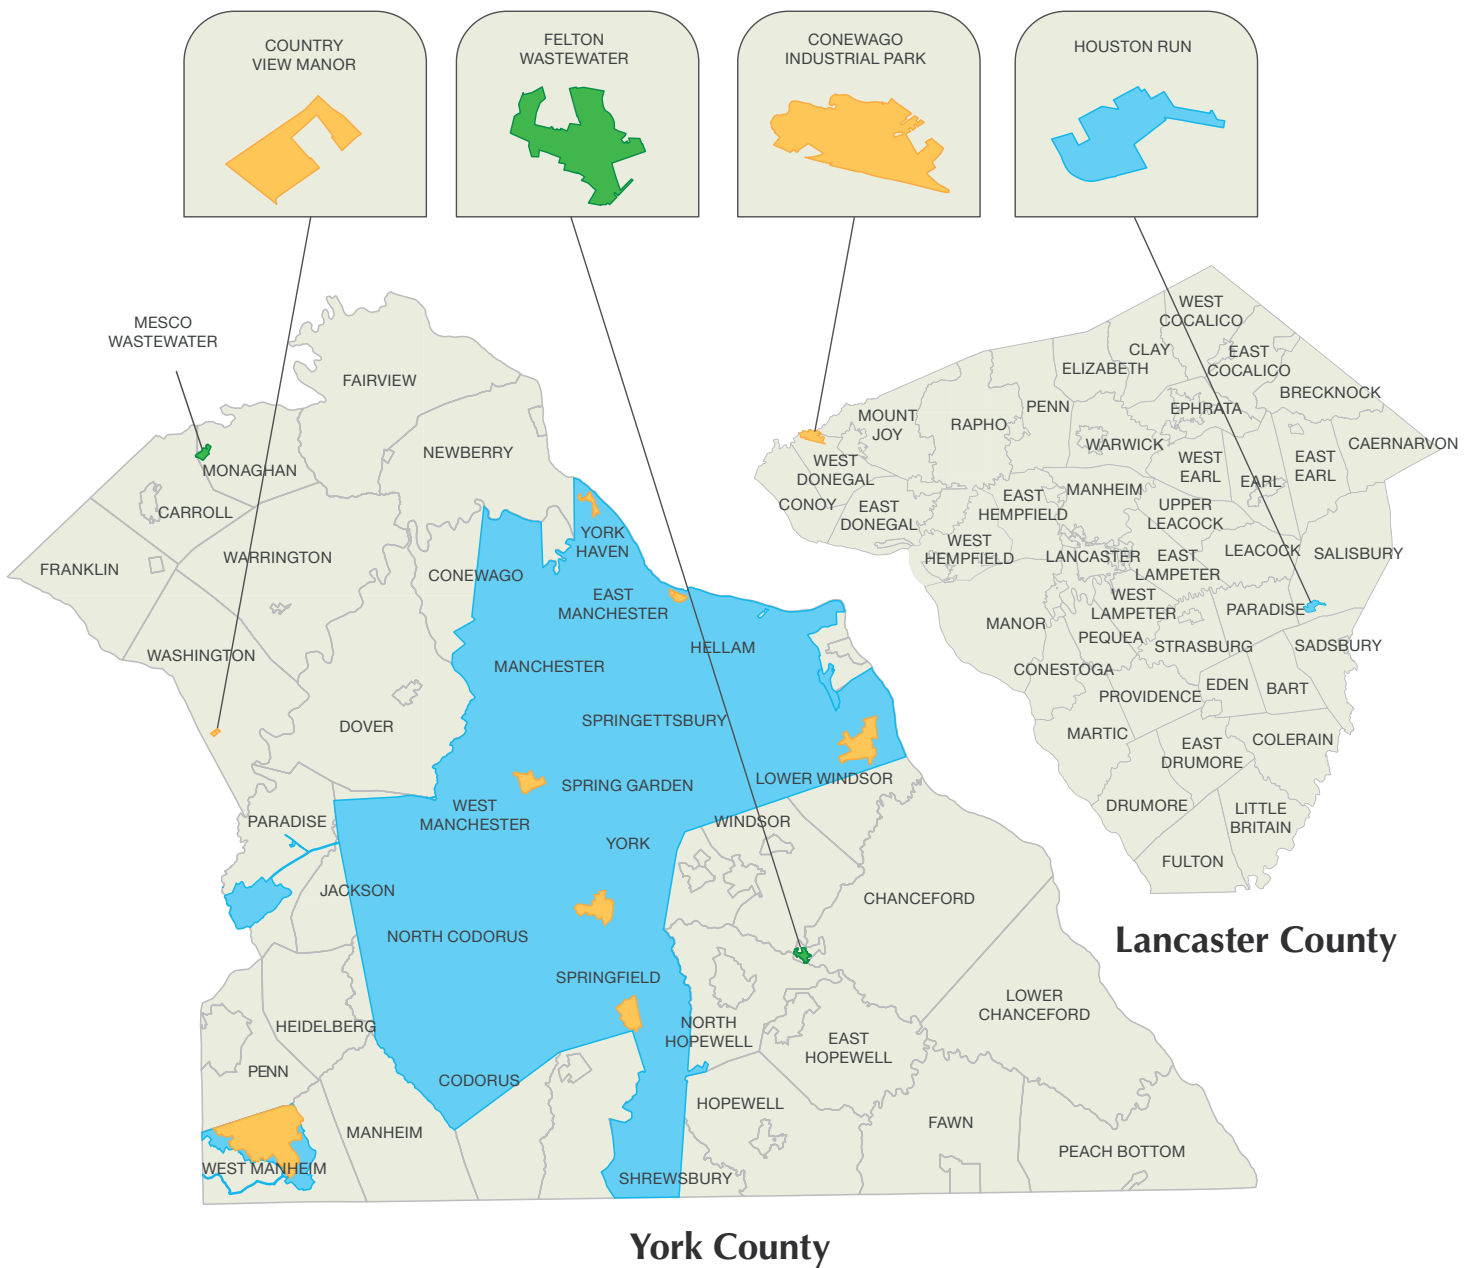 COUNTRY
VIEW MANOR
FELTON
WASTEWATER
CONEWAGO
INDUSTRIAL PARK
HOUSTON RUN
MESCO
WASTEWATER
FAIRVIEW
NEWBERRY
MONAGHAN
CARROLL
WARRINGTON
FRANKLIN
CONEWAGO
YORK
HAVEN
EAST
MANCHESTER
HELLAM
WASHINGTON
MANCHESTER
DOVER
SPRINGETTSBURY
SPRING GARDEN
LOWER WINDSOR
WEST
MANCHESTER
PARADISE
WINDSOR
YORK
JACKSON
CHANCEFORD
NORTH CODORUS
SPRINGFIELD
LOWER
CHANCEFORD
HEIDELBERG
NORTH
HOPEWELL
EAST
HOPEWELL
PENN
CODORUS
HOPEWELL
FAWN
MANHEIM
PEACH BOTTOM
WEST MANHEIM
SHREWSBURY
York County
WEST
COCALICO
CLAY
EAST
COCALICO
ELIZABETH
BRECKNOCK
PENN
EPHRATA
MOUNT
JOY
RAPHO
WARWICK
CAERNARVON
WEST
DONEGAL
WEST
EARL
EARL
EAST
EARL
CONOY
EAST
DONEGAL
EAST
HEMPFIELD
MANHEIM
UPPER
LEACOCK
WEST
HEMPFIELD
LANCASTER
EAST
LAMPETER
LEACOCK
SALISBURY
WEST
LAMPETER
PARADISE
MANOR
PEQUEA
STRASBURG
SADSBURY
CONESTOGA
PROVIDENCE
EDEN
BART
MARTIC
EAST
DRUMORE
COLERAIN
DRUMORE
LITTLE
BRITAIN
FULTON
Lancaster County